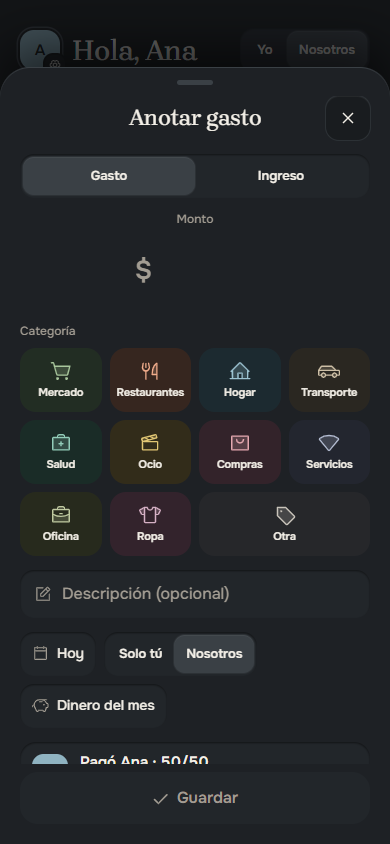 A
Hola, Ana
Yo
Nosotros
Anotar gasto
Gasto
Ingreso
Monto
$
Categoría
Mercado
Restaurantes
Hogar
Transporte
Salud
Ocio
Compras
Servicios
Oficina
Ropa
Otra
Descripción (opcional)
Hoy
Solo tú
Nosotros
Dinero del mes
Pagó Ana · 50/50
Guardar